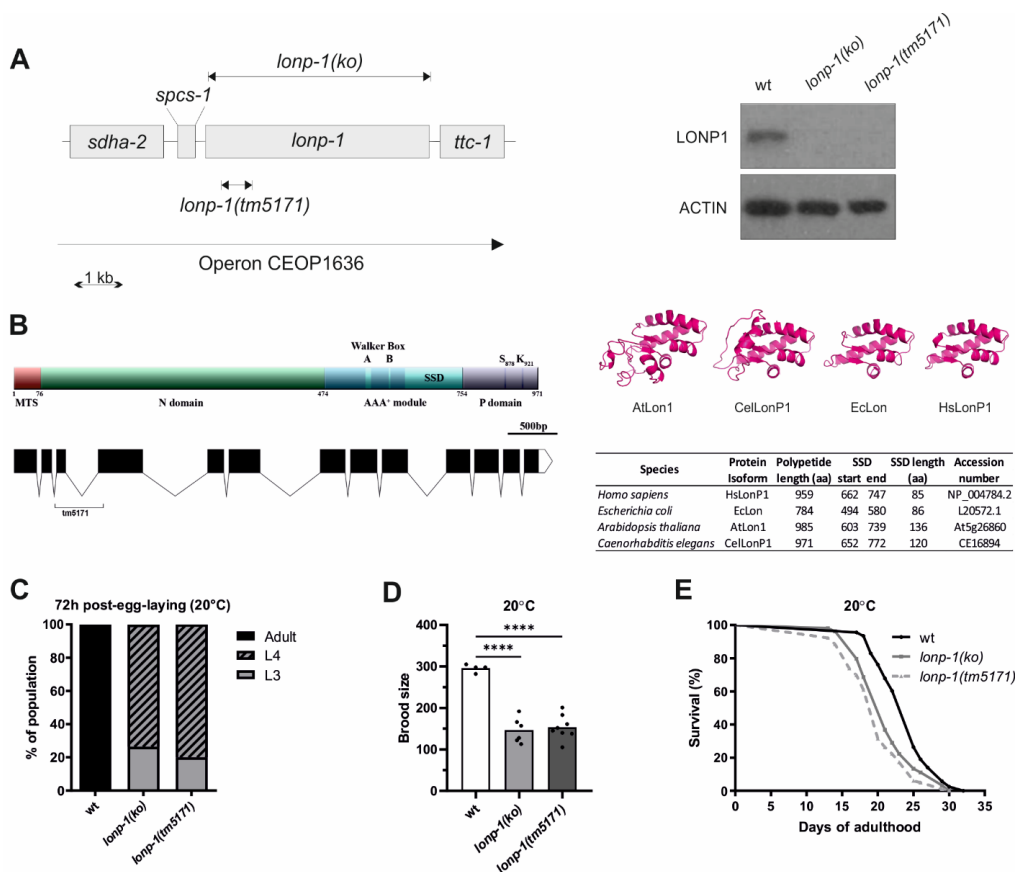 A
lonp-1(ko)
spcs-1
sdha-2
lonp-1
ttc-1
lonp-1(tm5171)
Operon CEOP1636
1 kb
wt
lonp-1(ko)
lonp-1(tm5171)
LONP1
ACTIN
B
Walker Box
A B
S878 K921
SSD
1 76 474 754 971
MTS N domain AAA+ module P domain
500bp
tm5171
AtLon1 CelLonP1 EcLon HsLonP1
Species Protein Isoform Polypetide length (aa) SSD start end SSD length (aa) Accession number
Homo sapiens HsLonP1 959 662 747 85 NP_004784.2
Escherichia coli EcLon 784 494 580 86 L20572.1
Arabidopsis thaliana AtLon1 985 603 739 136 At5g26860
Caenorhabditis elegans CelLonP1 971 652 772 120 CE16894
C
72h post-egg-laying (20°C)
% of population
100
80
60
40
20
0
wt
lonp-1(ko)
lonp-1(tm5171)
Adult
L4
L3
D
20°C
Brood size
400
300
200
150
100
50
0
****
****
wt
lonp-1(ko)
lonp-1(tm5171)
E
20°C
Survival (%)
100
80
60
40
20
0
0 5 10 15 20 25 30 35
Days of adulthood
wt
lonp-1(ko)
lonp-1(tm5171)